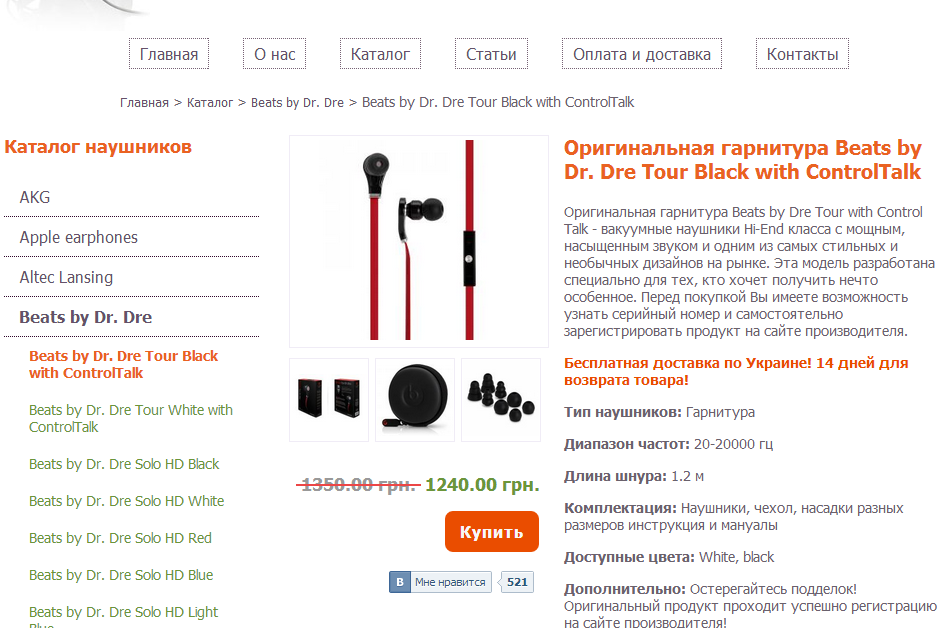 Главная
О нас
Каталог
Статьи
Оплата и доставка
Контакты
Главная > Каталог > Beats by Dr. Dre > Beats by Dr. Dre Tour Black with ControlTalk
Каталог наушников
AKG
Apple earphones
Altec Lansing
Beats by Dr. Dre
Beats by Dr. Dre Tour Black
with ControlTalk
Beats by Dr. Dre Tour White with
ControlTalk
Beats by Dr. Dre Solo HD Black
Beats by Dr. Dre Solo HD White
Beats by Dr. Dre Solo HD Red
Beats by Dr. Dre Solo HD Blue
Beats by Dr. Dre Solo HD Light
Blue
1350.00 грн. 1240.00 грн.
Купить
B Мне нравится 521
Оригинальная гарнитура Beats by
Dr. Dre Tour Black with ControlTalk
Оригинальная гарнитура Beats by Dre Tour with Control
Talk - вакуумные наушники Hi-End класса с мощным,
насыщенным звуком и одним из самых стильных и
необычных дизайнов на рынке. Эта модель разработана
специально для тех, кто хочет получить нечто
особенное. Перед покупкой Вы имеете возможность
узнать серийный номер и самостоятельно
зарегистрировать продукт на сайте производителя.
Бесплатная доставка по Украине! 14 дней для
возврата товара!
Тип наушников: Гарнитура
Диапазон частот: 20-20000 гц
Длина шнура: 1.2 м
Комплектация: Наушники, чехол, насадки разных
размеров инструкция и мануалы
Доступные цвета: White, black
Дополнительно: Остерегайтесь подделок!
Оригинальный продукт проходит успешно регистрацию
на сайте производителя!